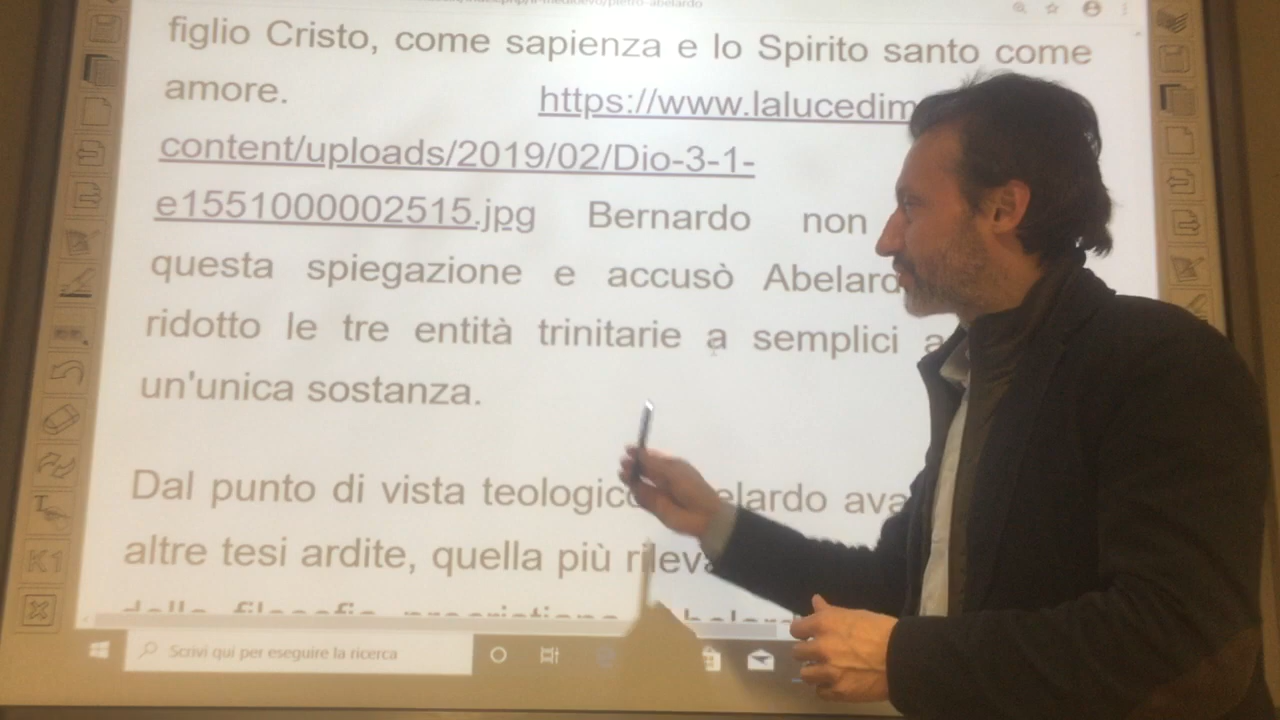 figlio Cristo, come sapienza e lo Spirito santo come
amore. https://www.lalucedim
content/uploads/2019/02/Dio-3-1-
e1551000002515.jpg Bernardo non
questa spiegazione e accusò Abelard
ridotto le tre entità trinitarie a semplici a
un'unica sostanza.
Dal punto di vista teologico elardo ava
altre tesi ardite, quella più rileva
K1
Scrivi qui per eseguire la ricerca